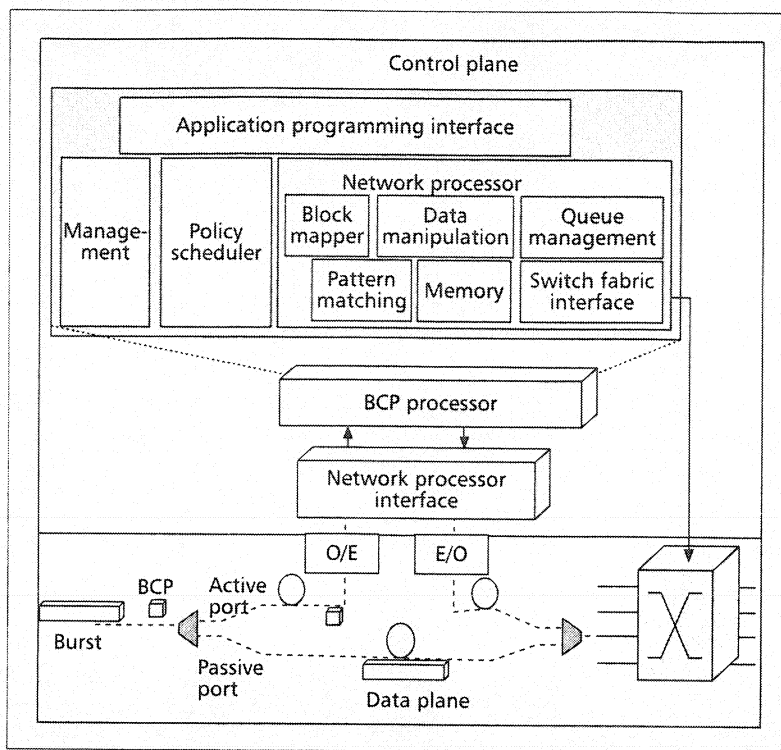 Control plane
Application programming interface
Manage-
ment
Policy
scheduler
Network processor
Block
mapper
Data
manipulation
Queue
management
Pattern
matching
Memory
Switch fabric
interface
BCP processor
Network processor
interface
O/E
E/O
BCP
Active
port
Burst
Passive
port
Data plane